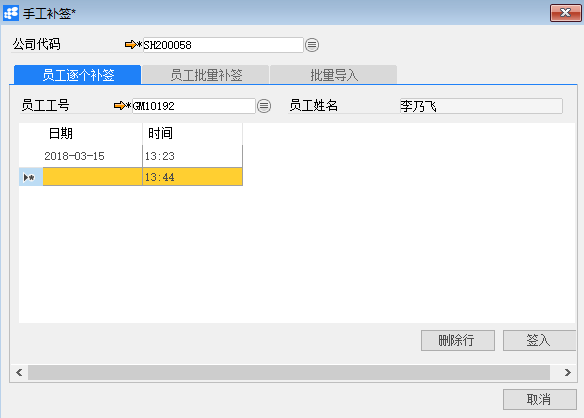 手工补签*
公司代码 *SH200058
员工逐个补签 员工批量补签 批量导入
员工工号 *GM10192 员工姓名 李乃飞
日期 时间
2018-03-15 13:23
13:44
删除行 签入
取消